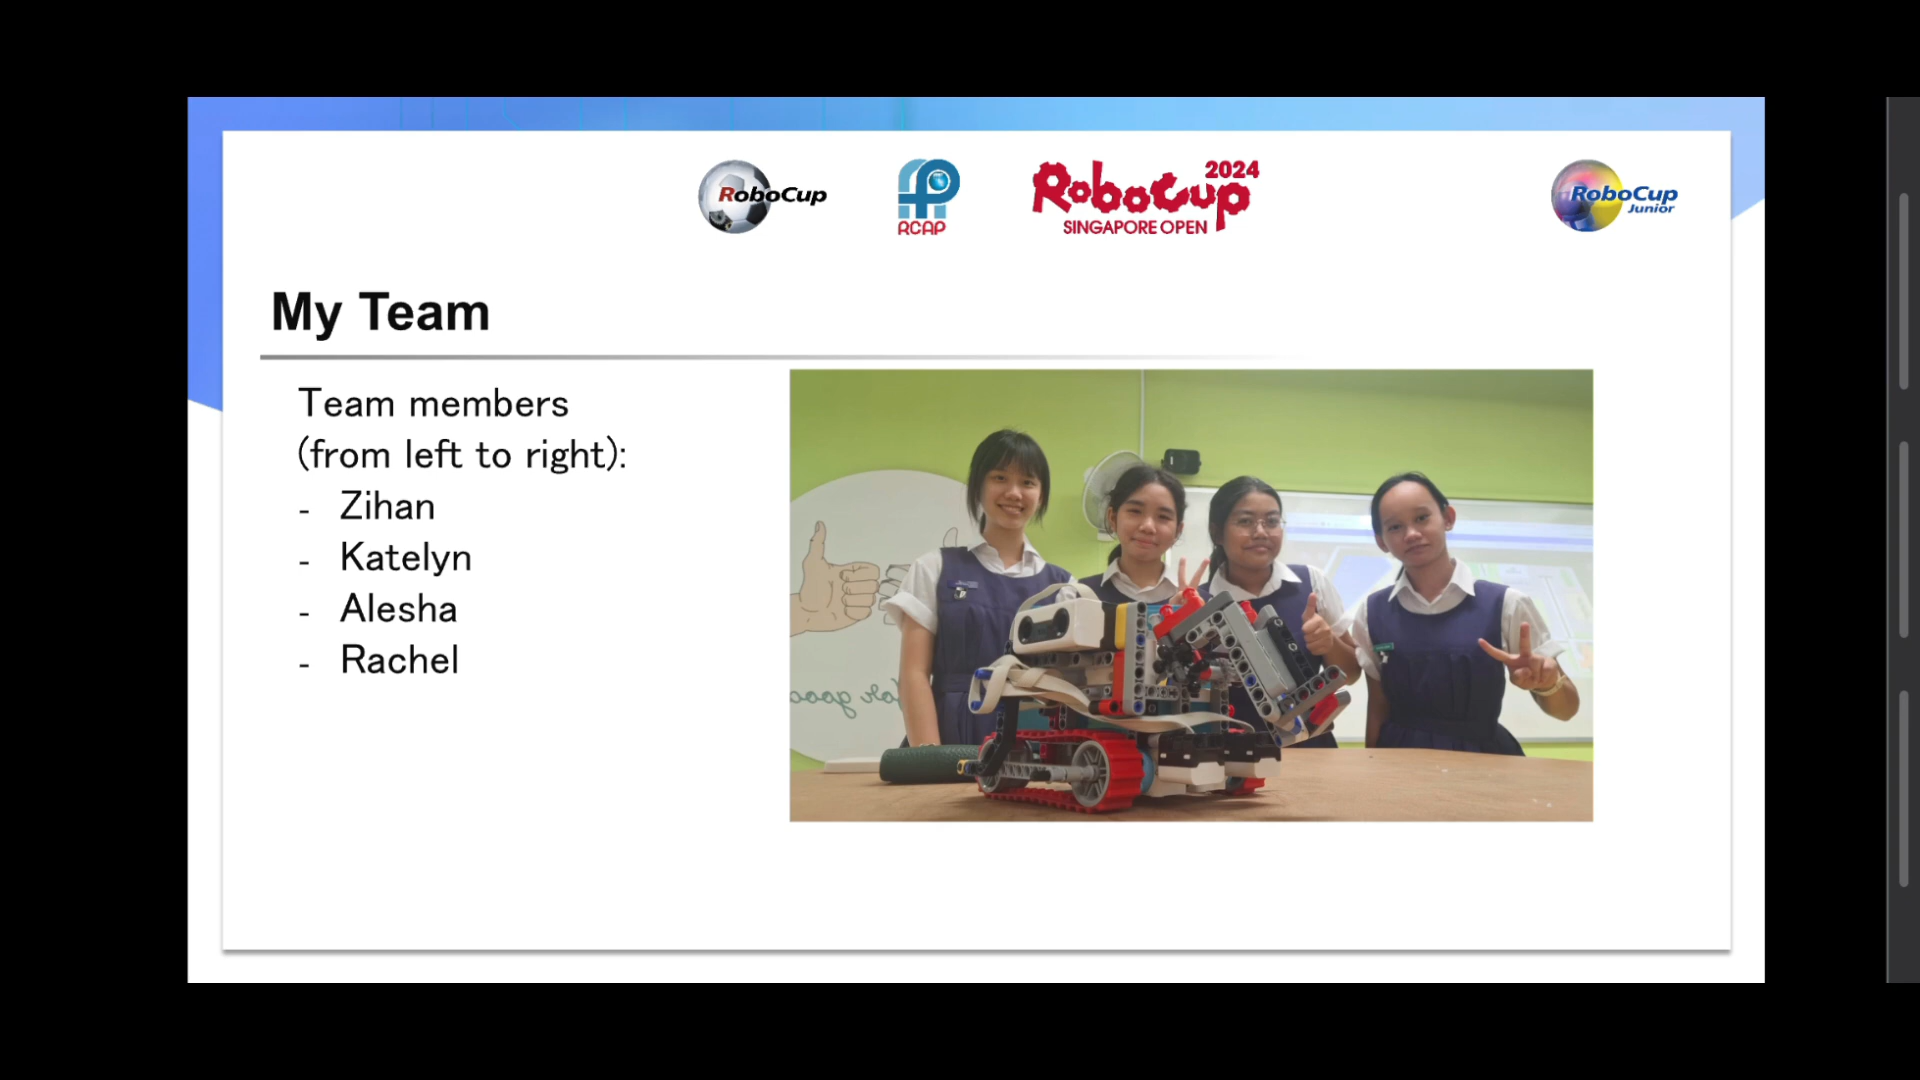 RoboCup
RCAP
RoboCup 2024
SINGAPORE OPEN
RoboCup
Junior
My Team
Team members
(from left to right):
- Zihan
- Katelyn
- Alesha
- Rachel